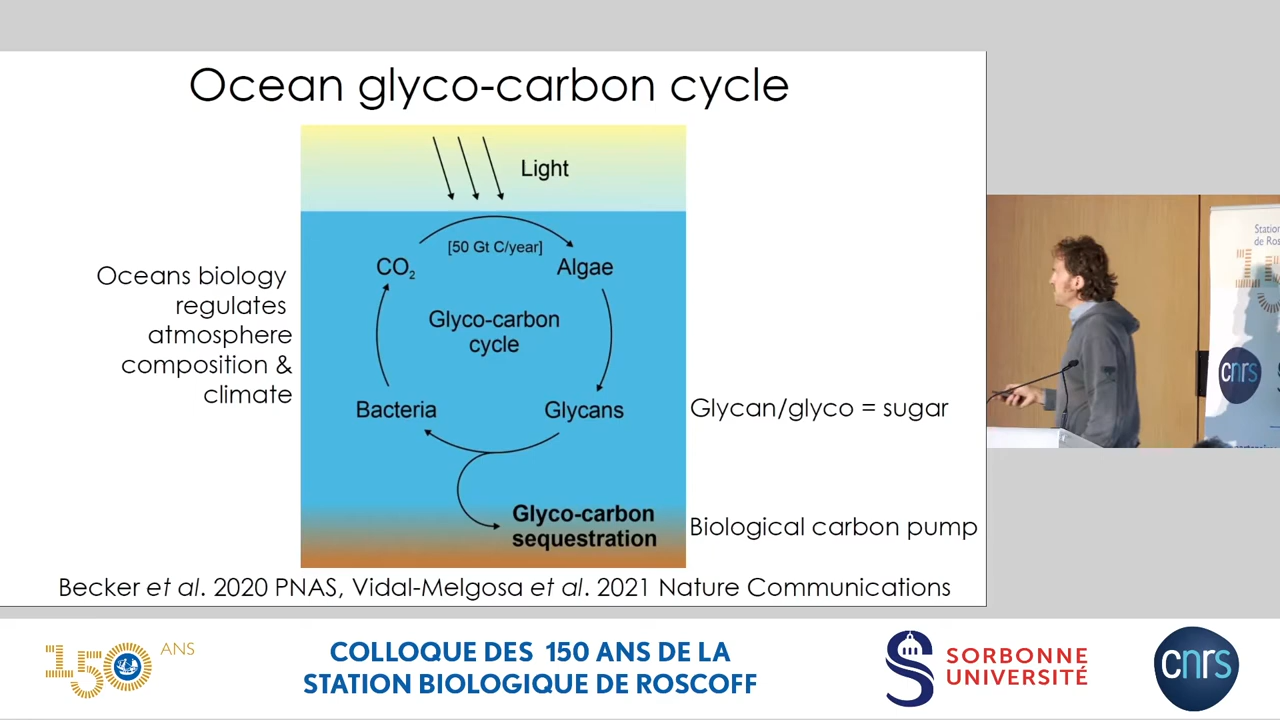 Ocean glyco-carbon cycle
Light
[50 Gt C/year]
CO₂
Algae
Glyco-carbon
cycle
Bacteria
Glycans
Glyco-carbon
sequestration
Oceans biology
regulates
atmosphere
composition &
climate
Glycan/glyco = sugar
Biological carbon pump
Becker et al. 2020 PNAS, Vidal-Melgosa et al. 2021 Nature Communications
Station
de Ros
cnrs
150 ANS
COLLOQUE DES 150 ANS DE LA
STATION BIOLOGIQUE DE ROSCOFF
SORBONNE
UNIVERSITÉ
cnrs